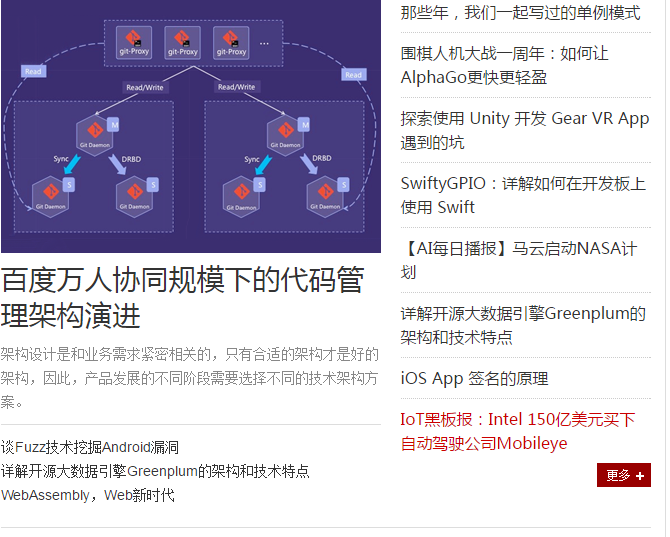 git-Proxy git-Proxy git-Proxy ...
Read Read
Read/Write Read/Write
M M
Git Daemon Git Daemon
Sync DRBD Sync DRBD
S S S S
Git Daemon Git Daemon Git Daemon Git Daemon
百度万人协同规模下的代码管
理架构演进
架构设计是和业务需求紧密相关的，只有合适的架构才是好的
架构，因此，产品发展的不同阶段需要选择不同的技术架构方
案。
谈Fuzz技术挖掘Android漏洞
详解开源大数据引擎Greenplum的架构和技术特点
WebAssembly，Web新时代
那些年，我们一起写过的单例模式
围棋人机大战一周年：如何让
AlphaGo更快更轻盈
探索使用 Unity 开发 Gear VR App
遇到的坑
SwiftyGPIO：详解如何在开发板上
使用 Swift
【AI每日播报】马云启动NASA计
划
详解开源大数据引擎Greenplum的
架构和技术特点
iOS App 签名的原理
IoT黑板报：Intel 150亿美元买下
自动驾驶公司Mobileye
更多 +